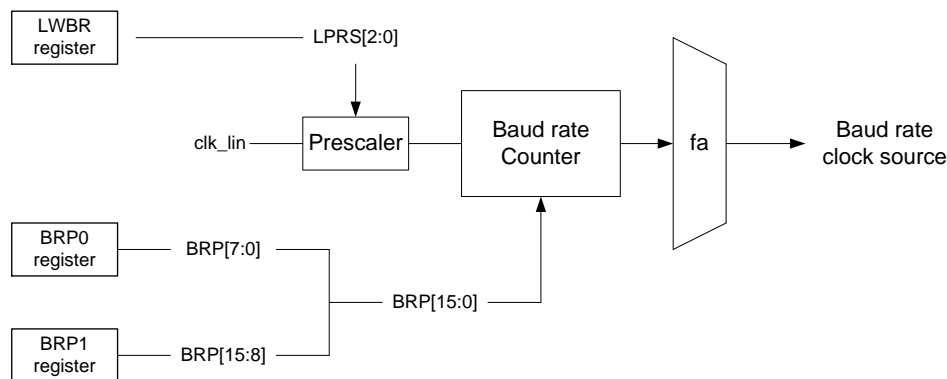 LWBR
register
LPRS[2:0]
clk_lin
Prescaler
Baud rate
Counter
fa
Baud rate
clock source
BRP0
register
BRP[7:0]
BRP[15:0]
BRP1
register
BRP[15:8]